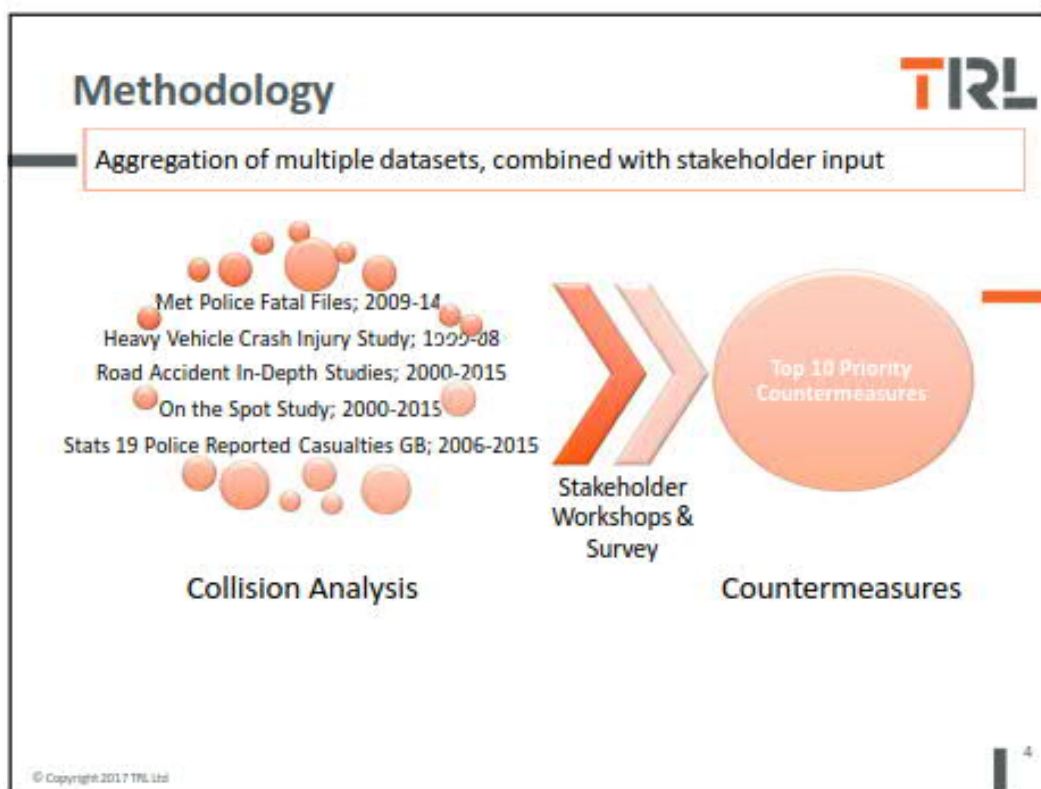 Methodology
TRL
Aggregation of multiple datasets, combined with stakeholder input
Met Police Fatal Files; 2009-14
Heavy Vehicle Crash Injury Study;
Road Accident In-Depth Studies; 2000-2015
On the Spot Study; 2000-2015
Stats 19 Police Reported Casualties GB; 2006-2015
Stakeholder
Workshops &
Survey
Top 10 Priority
Countermeasures
Collision Analysis
Countermeasures
© Copyright 2017 TRL Ltd
4